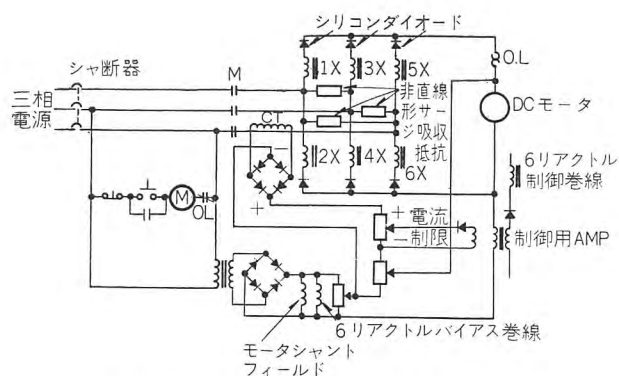 シリコンダイオード
シャ断器
M
1X
3X
5X
O.L
三相
電源
非直線
形サー
ジ吸収
抵抗
DCモータ
CT
2X
4X
6X
6リアクトル
制御巻線
M
OL
+
−
+
電流
−
制限
制御用AMP
6リアクトルバイアス巻線
モータシャント
フィールド